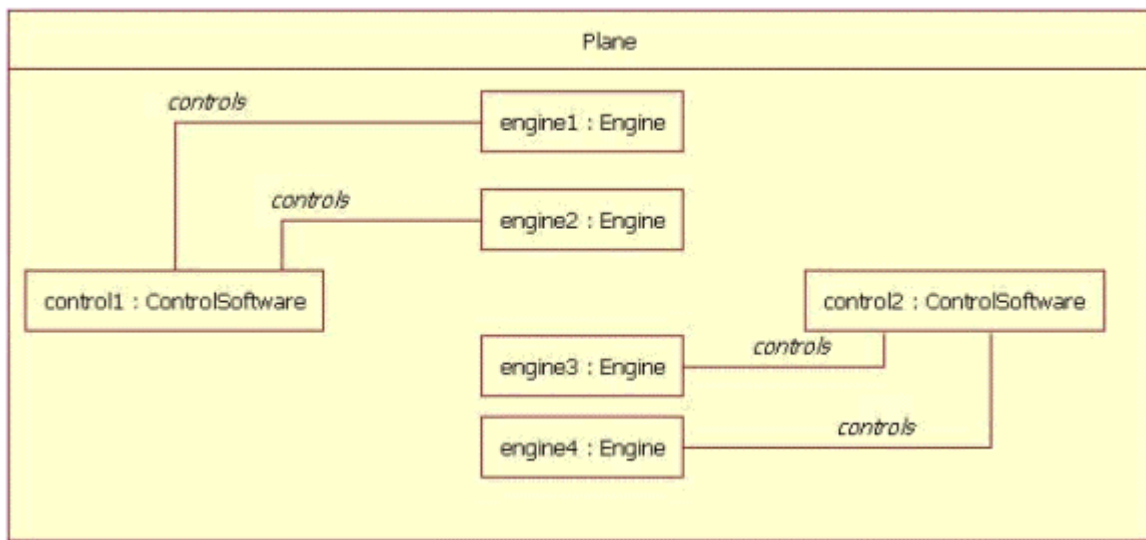 Plane
controls
engine1 : Engine
controls
engine2 : Engine
control1 : ControlSoftware
control2 : ControlSoftware
controls
engine3 : Engine
controls
engine4 : Engine